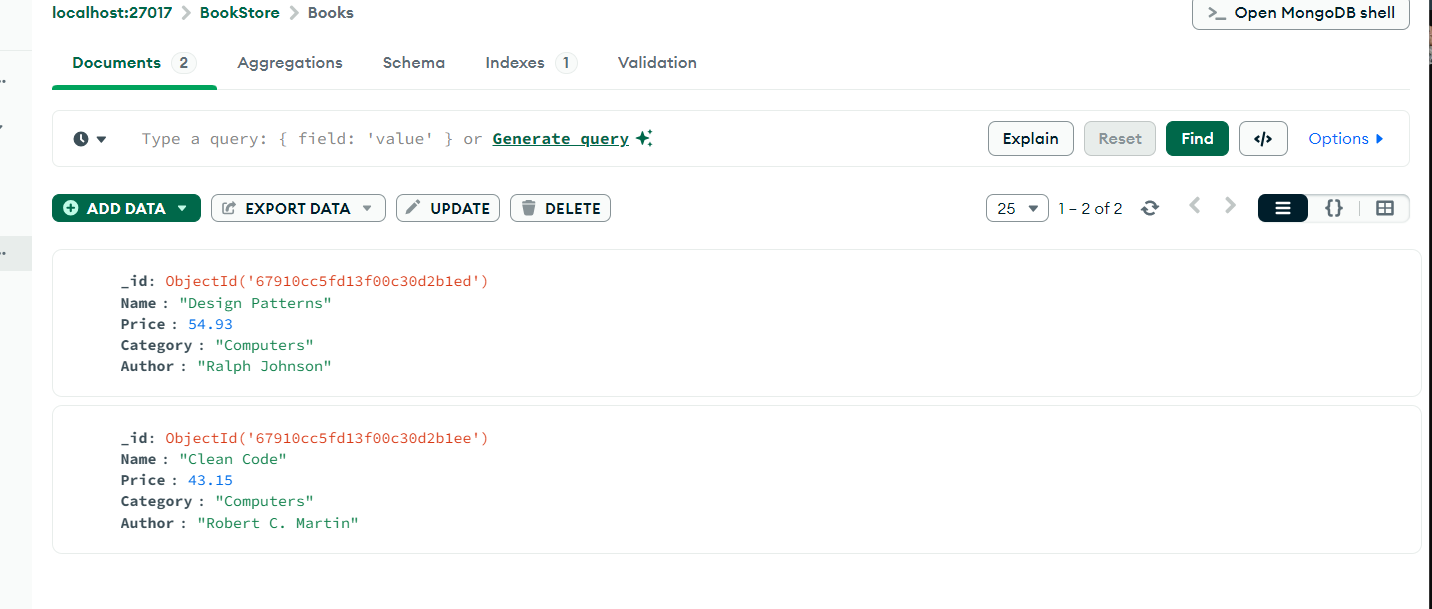 localhost:27017 > BookStore > Books
>_ Open MongoDB shell
Documents 2 Aggregations Schema Indexes 1 Validation
Type a query: { field: 'value' } or Generate query
Explain Reset Find </> Options
ADD DATA EXPORT DATA UPDATE DELETE
25 1 – 2 of 2 {}
_id: ObjectId('67910cc5fd13f00c30d2b1ed')
Name : "Design Patterns"
Price : 54.93
Category : "Computers"
Author : "Ralph Johnson"
_id: ObjectId('67910cc5fd13f00c30d2b1ee')
Name : "Clean Code"
Price : 43.15
Category : "Computers"
Author : "Robert C. Martin"